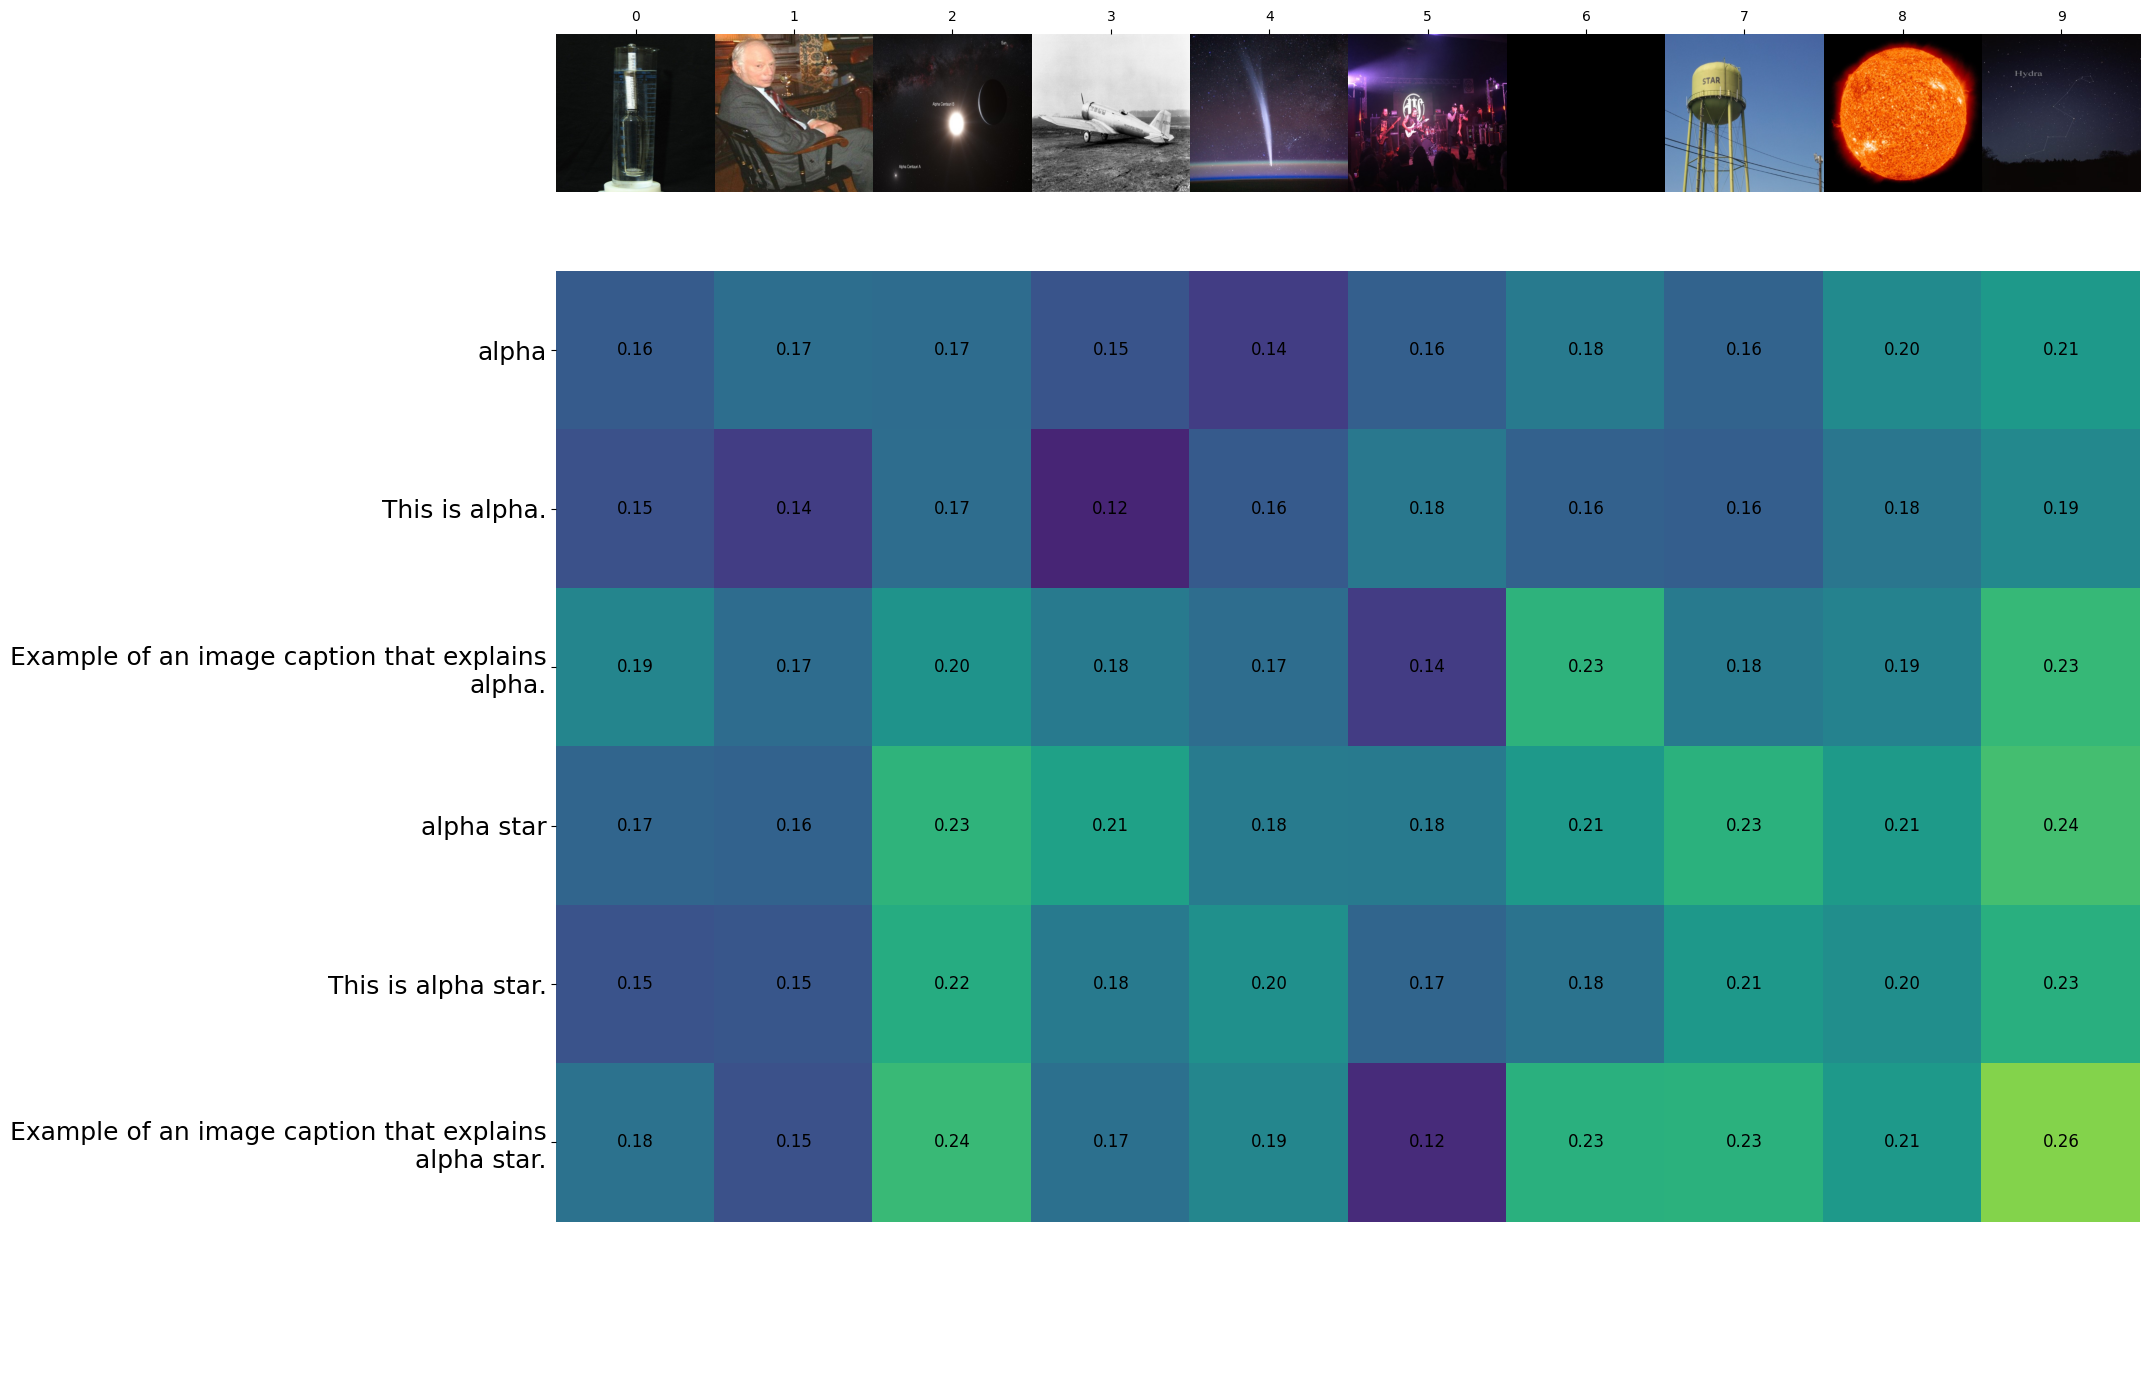 0 1 2 3 4 5 6 7 8 9
Alpha Centauri B
Alpha Centauri A
STAR
Hydra
alpha 0.16 0.17 0.17 0.15 0.14 0.16 0.18 0.16 0.20 0.21
This is alpha. 0.15 0.14 0.17 0.12 0.16 0.18 0.16 0.16 0.18 0.19
Example of an image caption that explains
alpha. 0.19 0.17 0.20 0.18 0.17 0.14 0.23 0.18 0.19 0.23
alpha star 0.17 0.16 0.23 0.21 0.18 0.18 0.21 0.23 0.21 0.24
This is alpha star. 0.15 0.15 0.22 0.18 0.20 0.17 0.18 0.21 0.20 0.23
Example of an image caption that explains
alpha star. 0.18 0.15 0.24 0.17 0.19 0.12 0.23 0.23 0.21 0.26